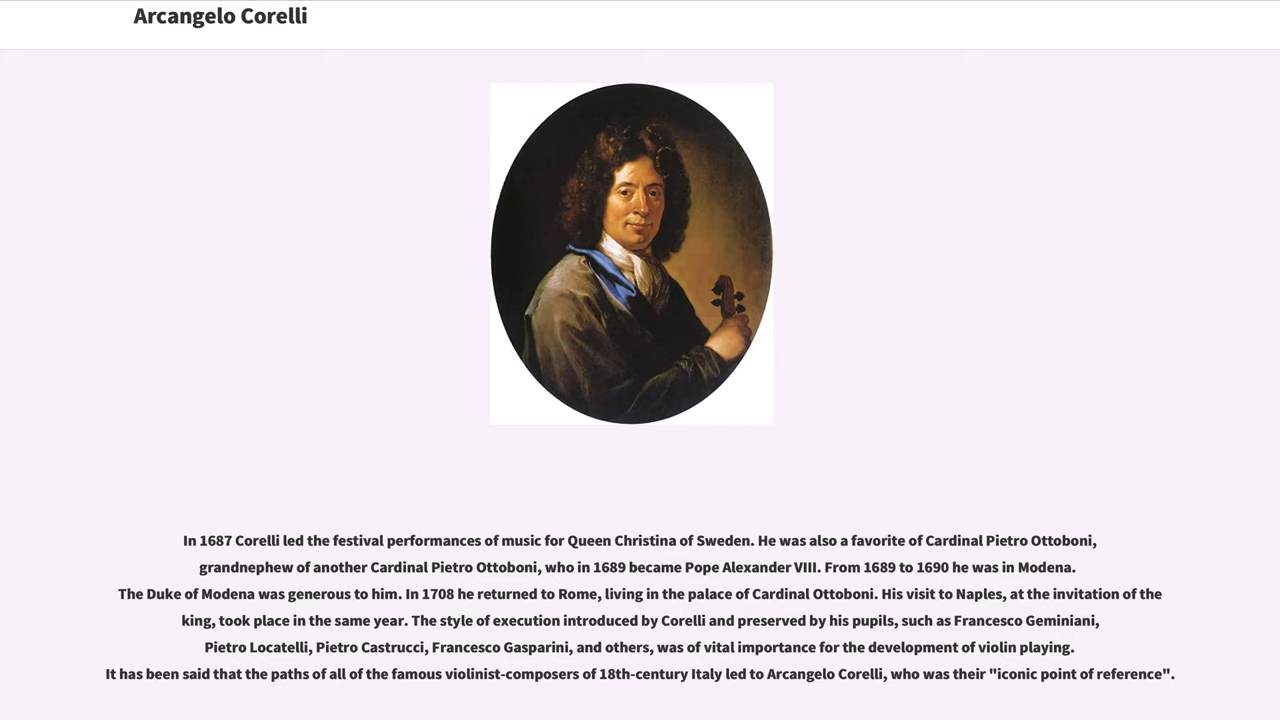 Arcangelo Corelli
In 1687 Corelli led the festival performances of music for Queen Christina of Sweden. He was also a favorite of Cardinal Pietro Ottoboni,
grandnephew of another Cardinal Pietro Ottoboni, who in 1689 became Pope Alexander VIII. From 1689 to 1690 he was in Modena.
The Duke of Modena was generous to him. In 1708 he returned to Rome, living in the palace of Cardinal Ottoboni. His visit to Naples, at the invitation of the
king, took place in the same year. The style of execution introduced by Corelli and preserved by his pupils, such as Francesco Geminiani,
Pietro Locatelli, Pietro Castrucci, Francesco Gasparini, and others, was of vital importance for the development of violin playing.
It has been said that the paths of all of the famous violinist-composers of 18th-century Italy led to Arcangelo Corelli, who was their "iconic point of reference".